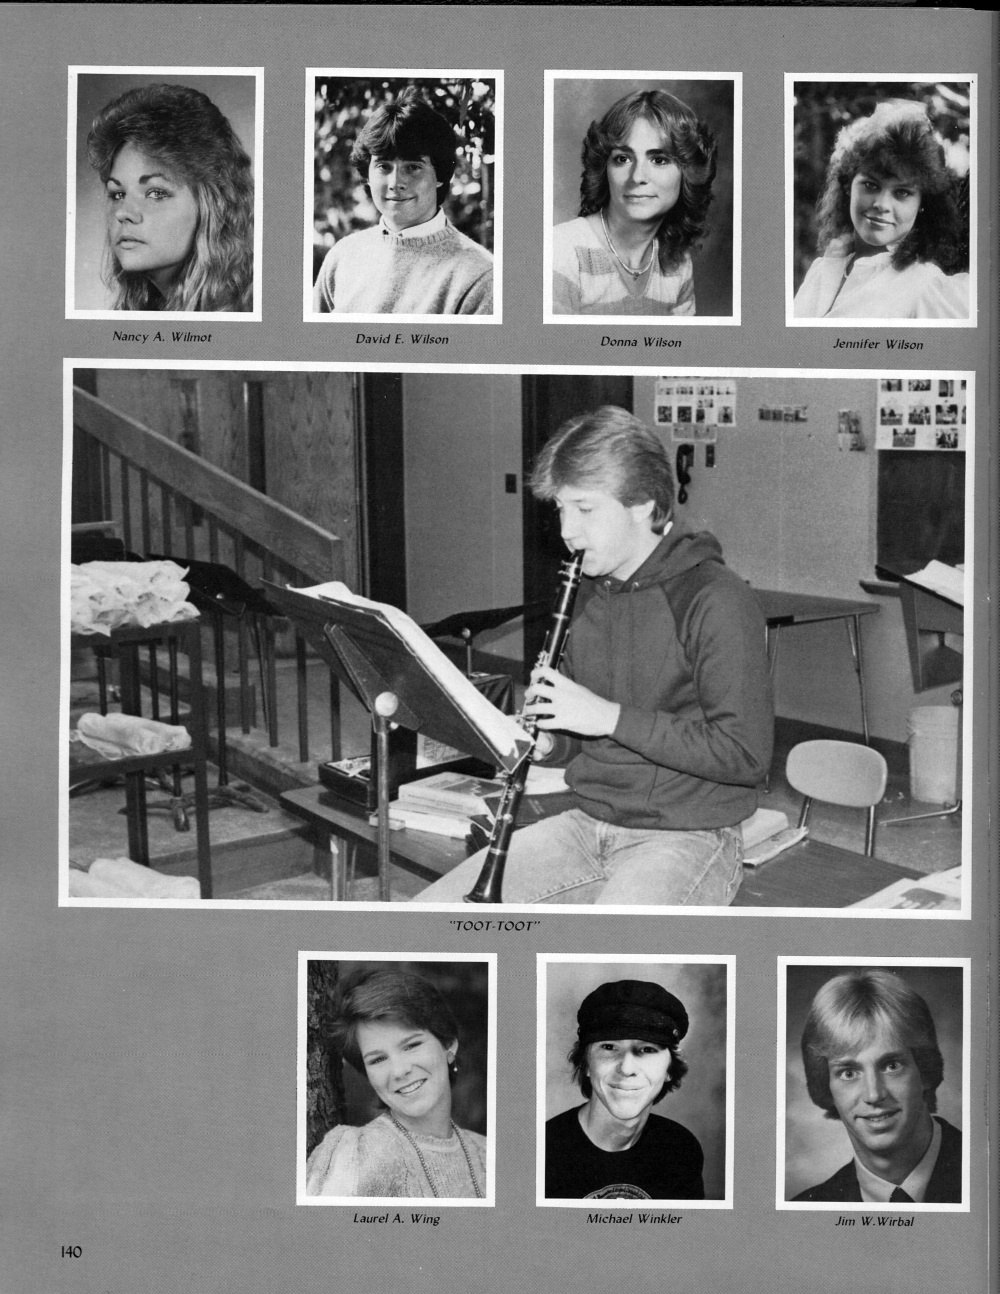 Nancy A. Wilmot
David E. Wilson
Donna Wilson
Jennifer Wilson
"TOOT-TOOT"
Laurel A. Wing
Michael Winkler
Jim W.Wirbal
140